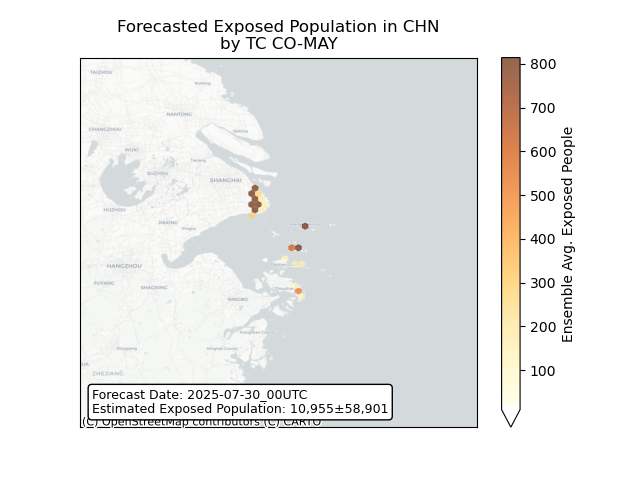 Forecasted Exposed Population in CHN
by TC CO-MAY
TAIZHOU
NANTONG
CHANGZHOU
WUXI
SUZHOU
SHANGHAI
HUZHOU
JIAXING
HANGZHOU
FUYANG
SHAOXING
NINGBO
ZHEJIANG
800
700
600
500
400
300
200
100
Ensemble Avg. Exposed People
Forecast Date: 2025-07-30_00UTC
Estimated Exposed Population: 10,955±58,901
(C) OpenStreetMap contributors (C) CARTO